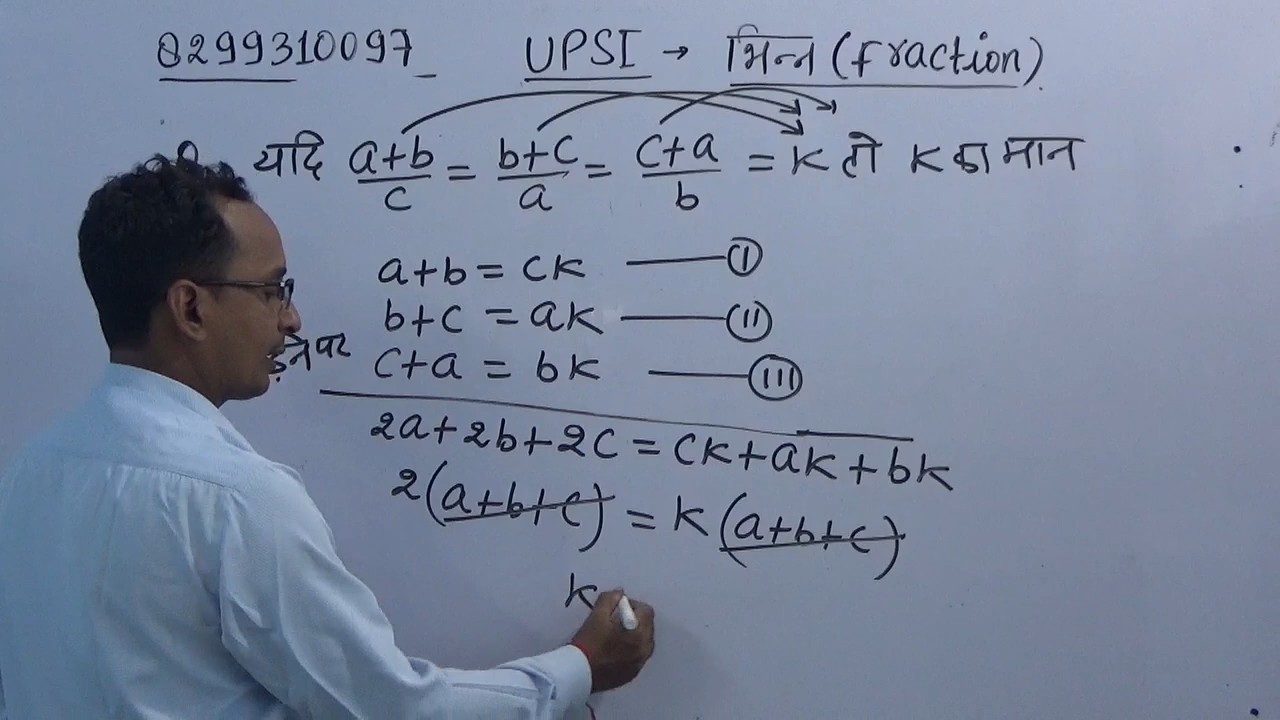 8299310097 UPSI → भिन्न (Fraction)
यदि a+b/c = b+c/a = c+a/b = k तो k का मान
a+b = ck —— (I)
b+c = ak —— (II)
c+a = bk —— (III)
2a+2b+2c = ck+ak+bk
2(a+b+c) = k(a+b+c)
k